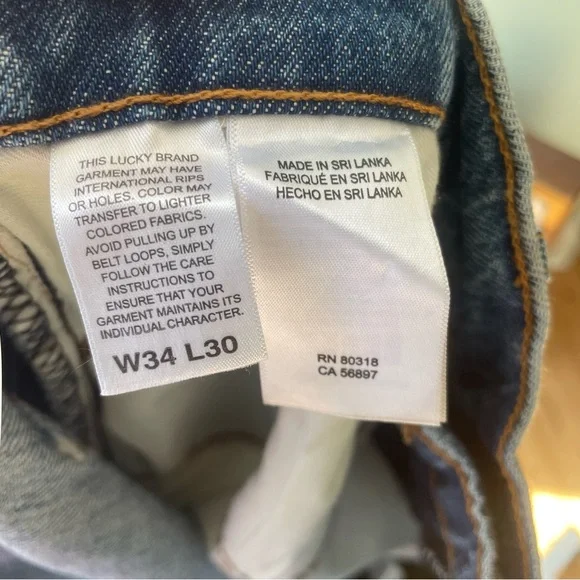 THIS LUCKY BRAND
GARMENT MAY HAVE
INTERNATIONAL RIPS
OR HOLES. COLOR MAY
TRANSFER TO LIGHTER
COLORED FABRICS.
AVOID PULLING UP BY
BELT LOOPS, SIMPLY
FOLLOW THE CARE
INSTRUCTIONS TO
ENSURE THAT YOUR
GARMENT MAINTAINS ITS
INDIVIDUAL CHARACTER.
W34 L30
MADE IN SRI LANKA
FABRIQUÉ EN SRI LANKA
HECHO EN SRI LANKA
RN 80318
CA 56897